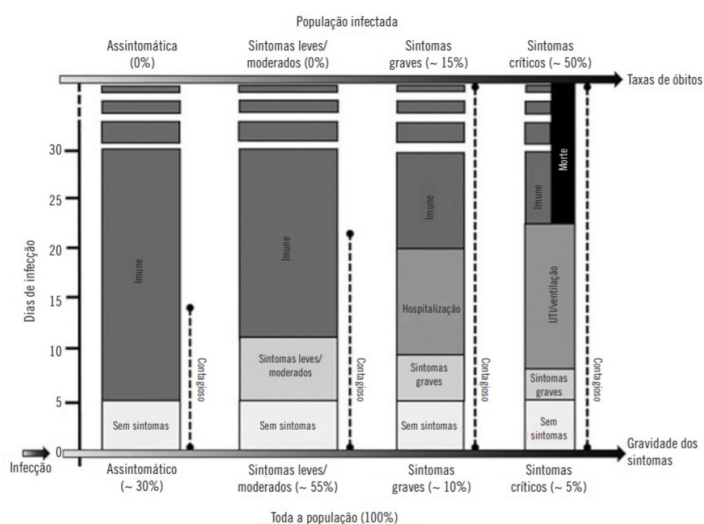 População infectada
Assintomática
(0%)
Sintomas leves/
moderados (0%)
Sintomas
graves (~ 15%)
Sintomas
críticos (~ 50%)
Taxas de óbitos
Dias de infecção
30
25
20
15
10
5
0
Imune
Sem sintomas
Contagioso
Imune
Sintomas leves/
moderados
Sem sintomas
Contagioso
Imune
Hospitalização
Sintomas
graves
Sem sintomas
Contagioso
Imune
Morte
UTI/ventilação
Sintomas
graves
Sem
sintomas
Contagioso
Infecção
Gravidade dos
sintomas
Assintomático
(~ 30%)
Sintomas leves/
moderados (~ 55%)
Sintomas
graves (~ 10%)
Sintomas
críticos (~ 5%)
Toda a população (100%)